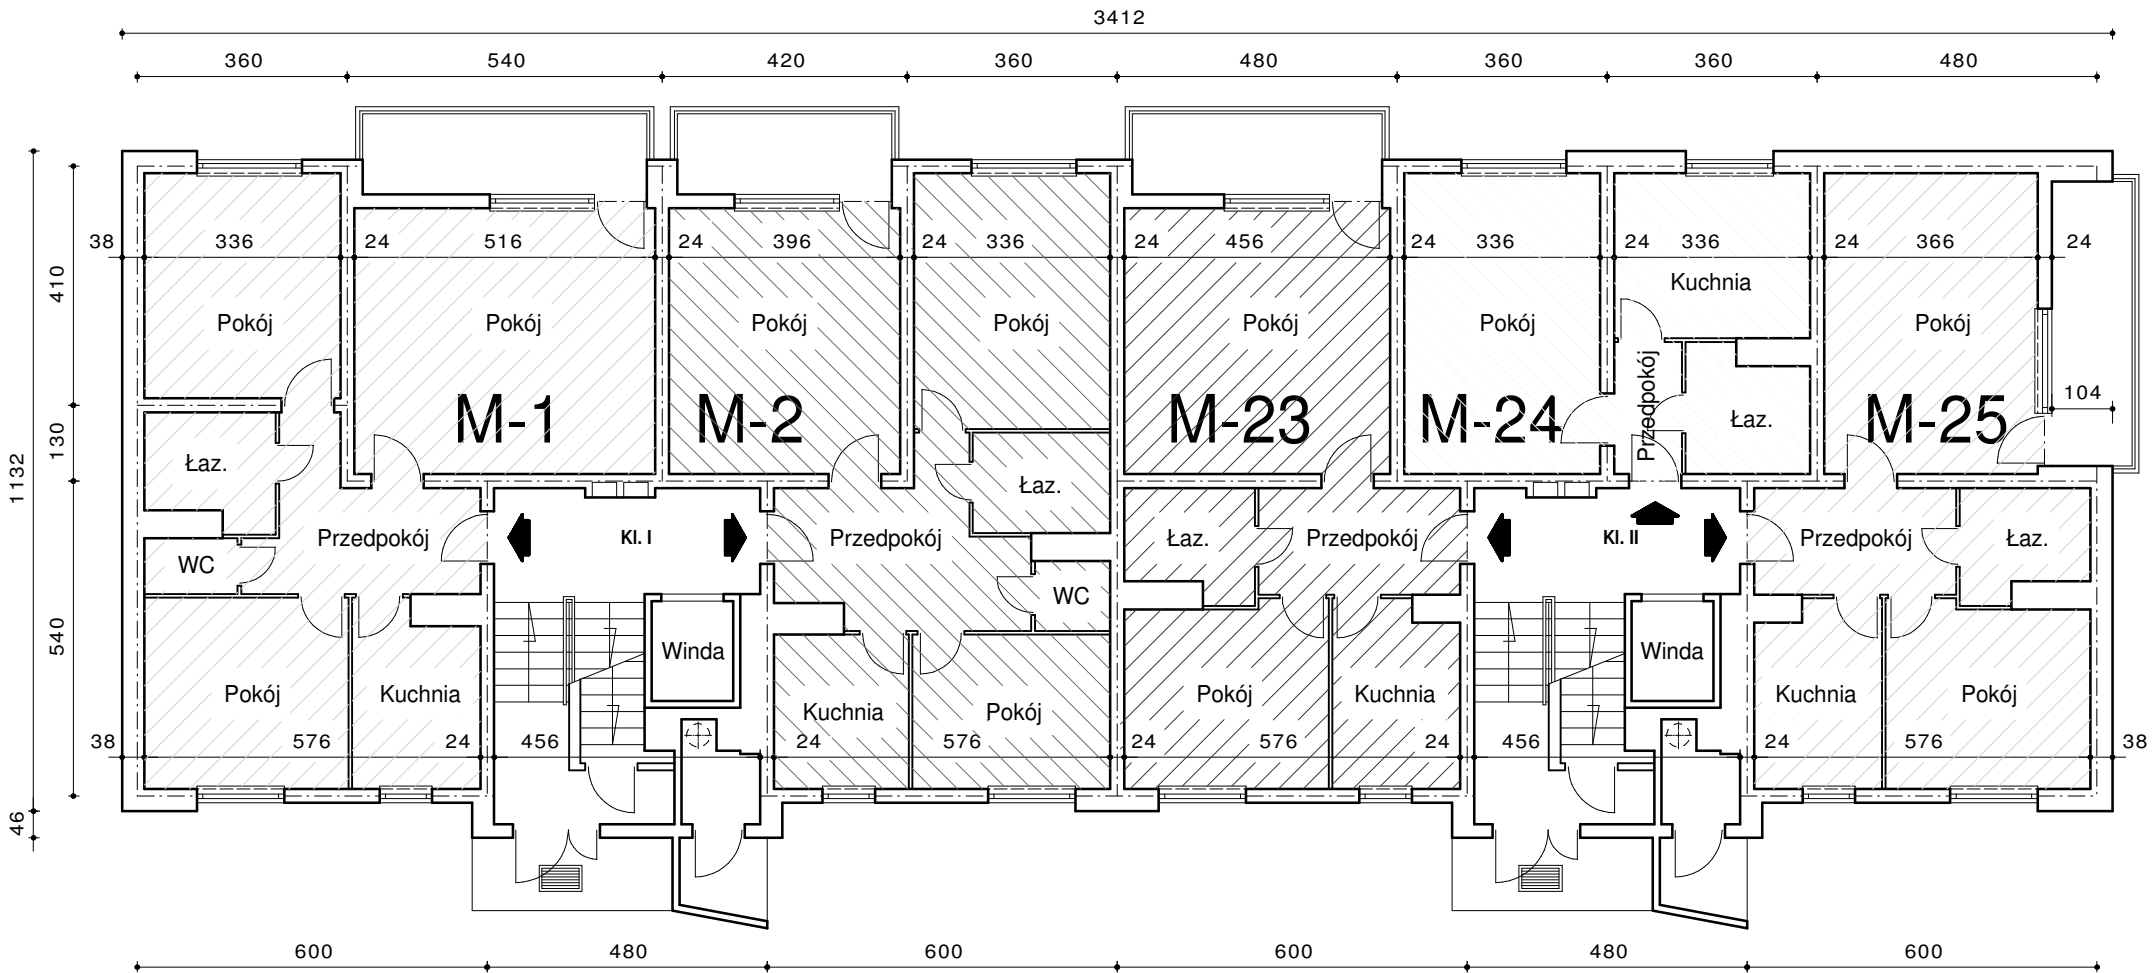 3412
360 540 420 360 480 360 360 480
38 336 24 516 24 396 24 336 24 456 24 336 24 336 24 366 24
Kuchnia
410
Pokój Pokój Pokój Pokój Pokój Pokój Pokój
Przedpokój
104
M-1 M-2 M-23 M-24 M-25
130
Łaz. Łaz. Łaz.
1132
Przedpokój Kl. I Przedpokój Łaz. Przedpokój Kl. II Przedpokój Łaz.
WC WC
540
Winda Winda
Pokój Kuchnia Kuchnia Pokój Pokój Kuchnia Kuchnia Pokój
38 576 24 456 24 576 24 576 24 456 24 576 38
46
600 480 600 600 480 600